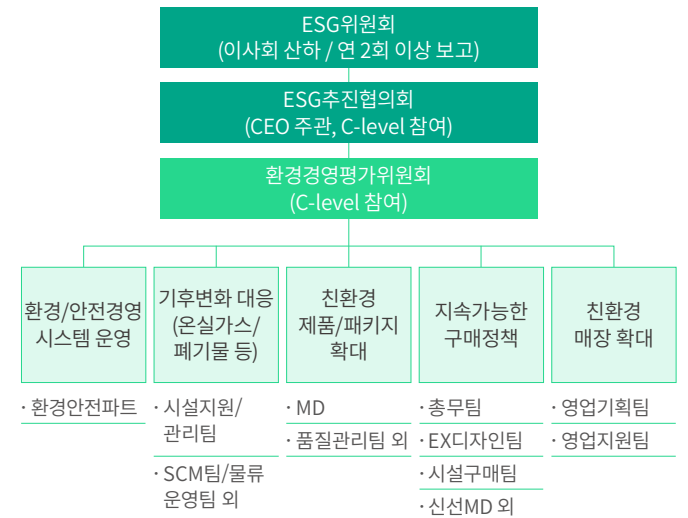 ESG위원회
(이사회 산하 / 연 2회 이상 보고)
ESG추진협의회
(CEO 주관, C-level 참여)
환경경영평가위원회
(C-level 참여)
환경/안전경영
시스템 운영
기후변화 대응
(온실가스/
폐기물 등)
친환경
제품/패키지
확대
지속가능한
구매정책
친환경
매장 확대
· 환경안전파트
· 시설지원/
관리팀
· SCM팀/물류
운영팀 외
· MD
· 품질관리팀 외
· 총무팀
· EX디자인팀
· 시설구매팀
· 신선MD 외
· 영업기획팀
· 영업지원팀